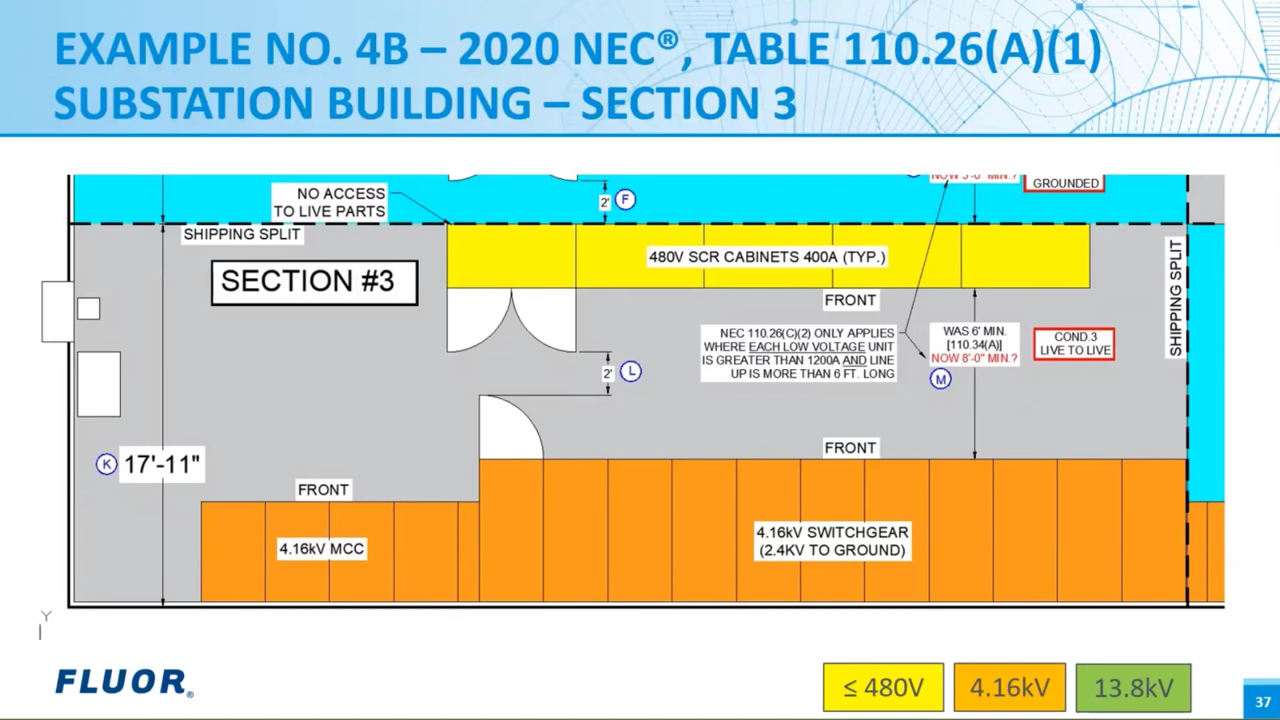 EXAMPLE NO. 4B – 2020 NEC®, TABLE 110.26(A)(1)
SUBSTATION BUILDING – SECTION 3
NO ACCESS
TO LIVE PARTS
2'
F
NOW 5'-0" MIN.?
GROUNDED
SHIPPING SPLIT
SECTION #3
480V SCR CABINETS 400A (TYP.)
FRONT
SHIPPING SPLIT
NEC 110.26(C)(2) ONLY APPLIES
WHERE EACH LOW VOLTAGE UNIT
IS GREATER THAN 1200A AND LINE
UP IS MORE THAN 6 FT. LONG
WAS 6' MIN.
[110.34(A)]
NOW 8'-0" MIN.?
COND.3
LIVE TO LIVE
2'
L
M
K
17'-11"
FRONT
FRONT
4.16kV MCC
4.16kV SWITCHGEAR
(2.4KV TO GROUND)
Y
FLUOR®
≤ 480V
4.16kV
13.8kV
37